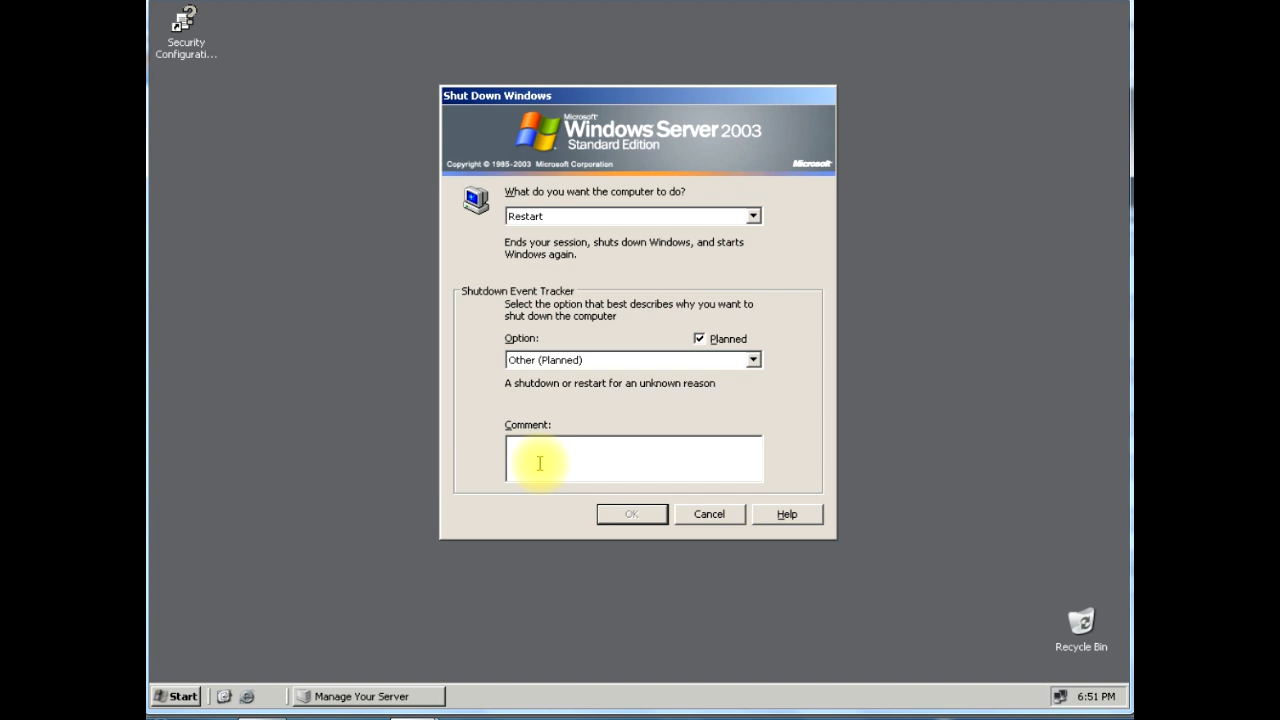 Security
Configurati...
Shut Down Windows
Microsoft
Windows Server 2003
Standard Edition
Copyright © 1985-2003 Microsoft Corporation
Microsoft
What do you want the computer to do?
Restart
Ends your session, shuts down Windows, and starts
Windows again.
Shutdown Event Tracker
Select the option that best describes why you want to
shut down the computer
Option:
Planned
Other (Planned)
A shutdown or restart for an unknown reason
Comment:
OK
Cancel
Help
Recycle Bin
Start
Manage Your Server
6:51 PM